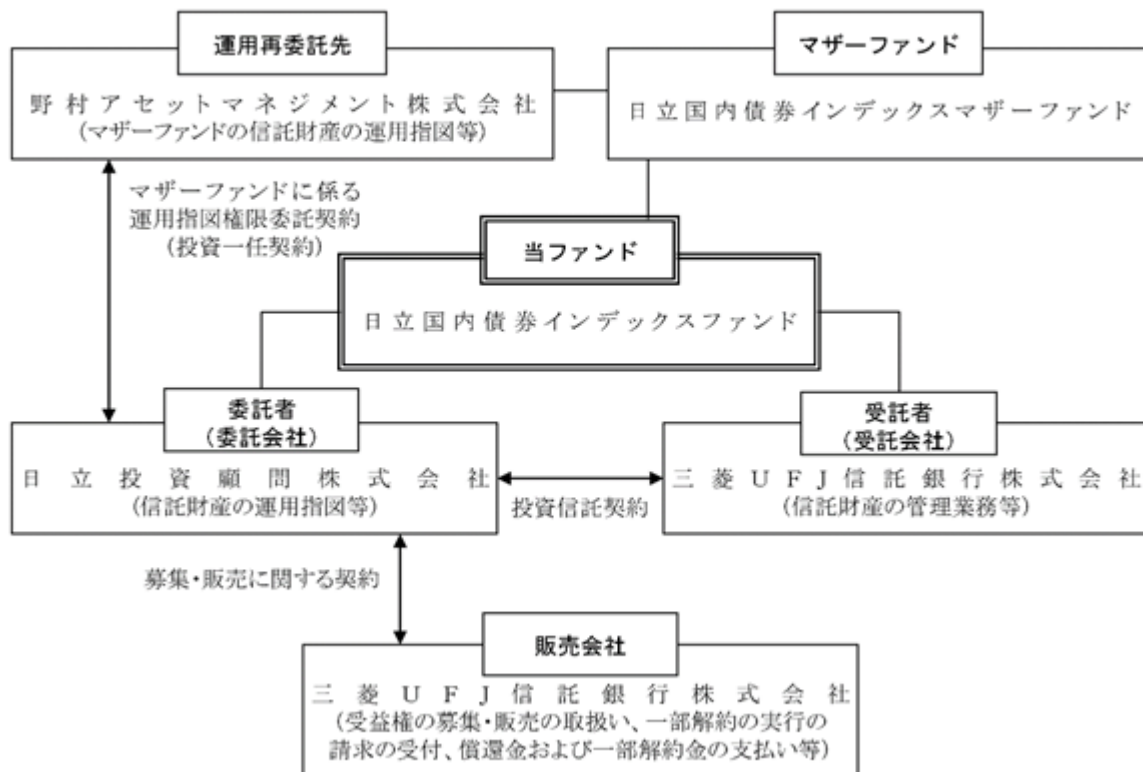 運用再委託先
野村アセットマネジメント株式会社
(マザーファンドの信託財産の運用指図等)
マザーファンド
日立国内債券インデックスマザーファンド
マザーファンドに係る
運用指図権限委託契約
(投資一任契約)
当ファンド
日立国内債券インデックスファンド
委託者
(委託会社)
日立投資顧問株式会社
(信託財産の運用指図等)
投資信託契約
受託者
(受託会社)
三菱UFJ信託銀行株式会社
(信託財産の管理業務等)
募集・販売に関する契約
販売会社
三菱UFJ信託銀行株式会社
(受益権の募集・販売の取扱い、一部解約の実行の
請求の受付、償還金および一部解約金の支払い等)